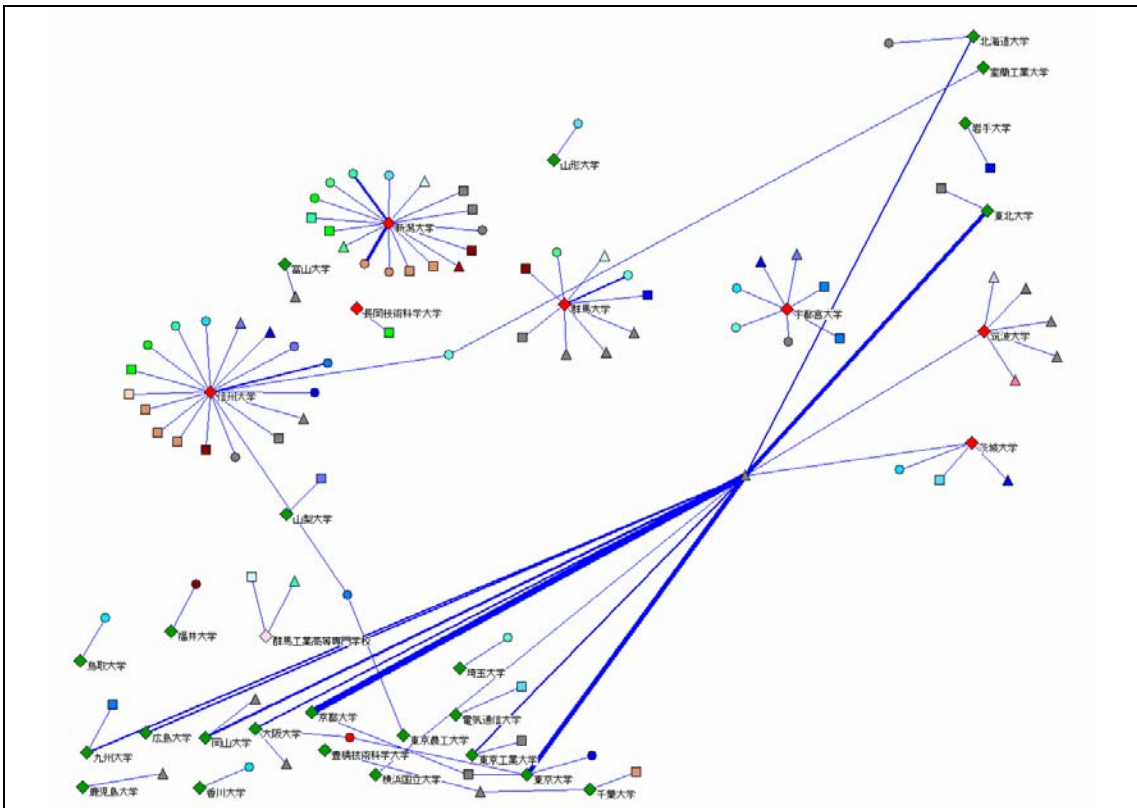 北海道大学
室蘭工業大学
岩手大学
山形大学
東北大学
新潟大学
富山大学
長岡技術科学大学
群馬大学
宇都宮大学
筑波大学
信州大学
茨城大学
山梨大学
福井大学
群馬工業高等専門学校
鳥取大学
埼玉大学
京都大学
電気通信大学
広島大学
岡山大学
大阪大学
東京農工大学
九州大学
豊橋技術科学大学
東京工業大学
横浜国立大学
東京大学
鹿児島大学
香川大学
千葉大学